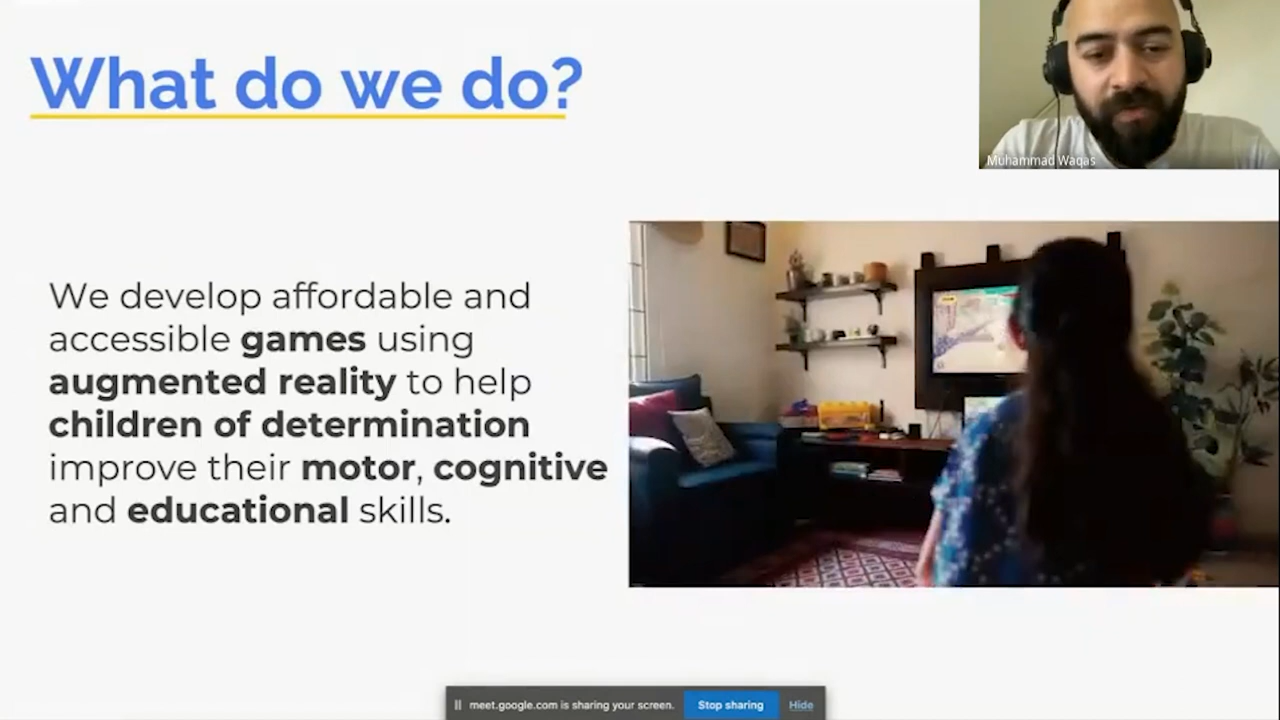 What do we do?
Muhammad Waqas
We develop affordable and
accessible games using
augmented reality to help
children of determination
improve their motor, cognitive
and educational skills.
meet.google.com is sharing your screen.
Stop sharing
Hide